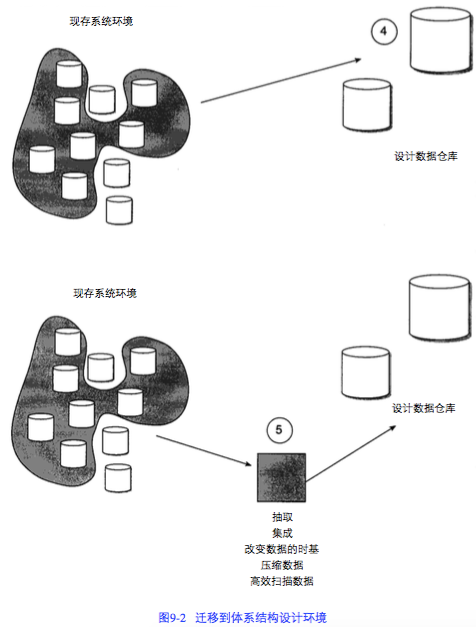 现存系统环境
4
设计数据仓库
现存系统环境
设计数据仓库
5
抽取
集成
改变数据的时基
压缩数据
高效扫描数据
图9-2 迁移到体系结构设计环境